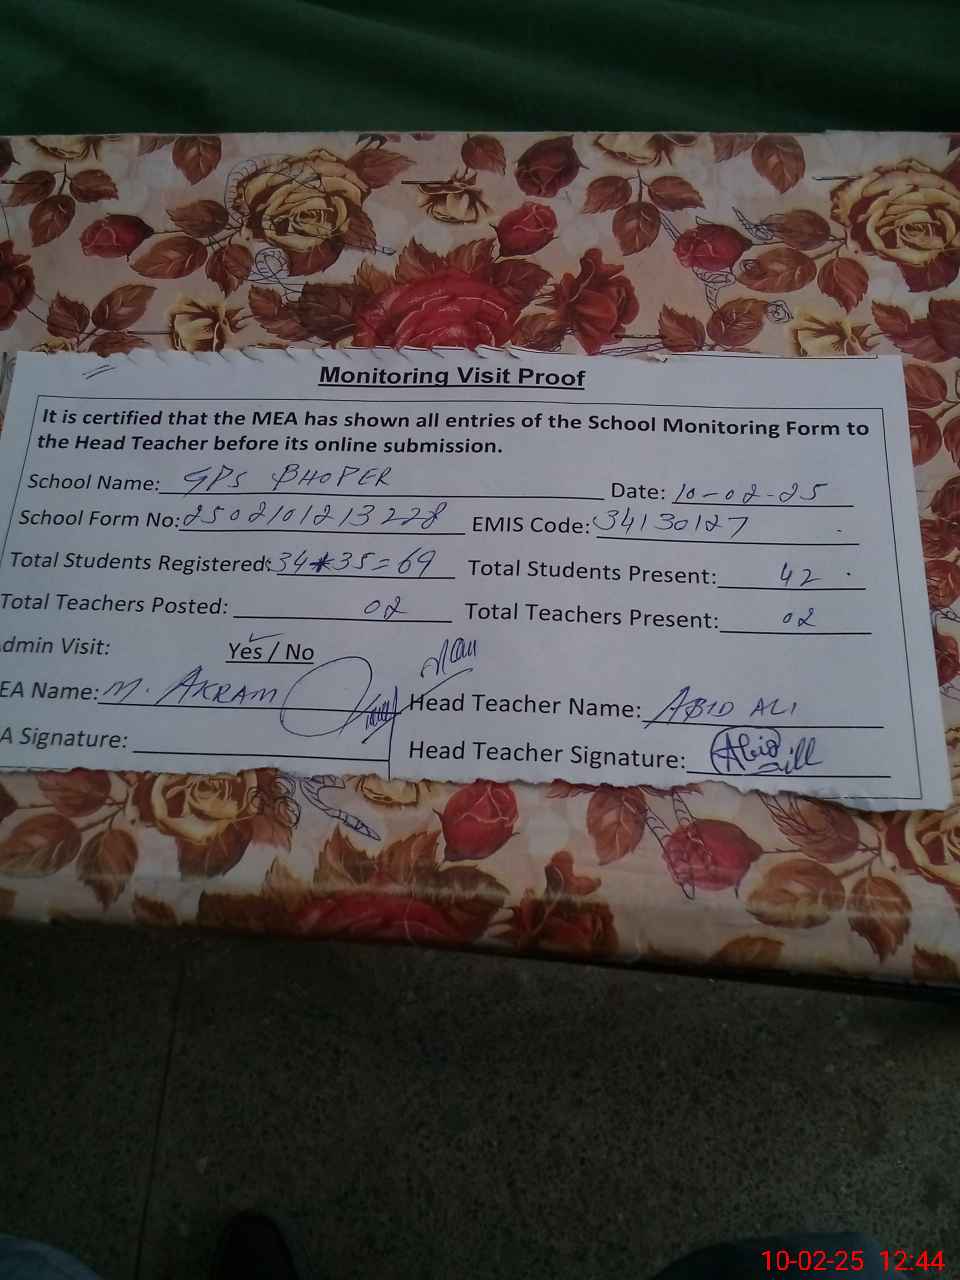 Monitoring Visit Proof
It is certified that the MEA has shown all entries of the School Monitoring Form to
the Head Teacher before its online submission.
School Name: GPS BHOPER Date: 10-02-25
School Form No: 2502101213228 EMIS Code: 34130127
Total Students Registered: 34+35=69 Total Students Present: 42
Total Teachers Posted: 02 Total Teachers Present: 02
dmin Visit: Yes / No
EA Name: M. AKRAM Head Teacher Name: ABID ALI
A Signature: Head Teacher Signature: Abid
10-02-25 12:44